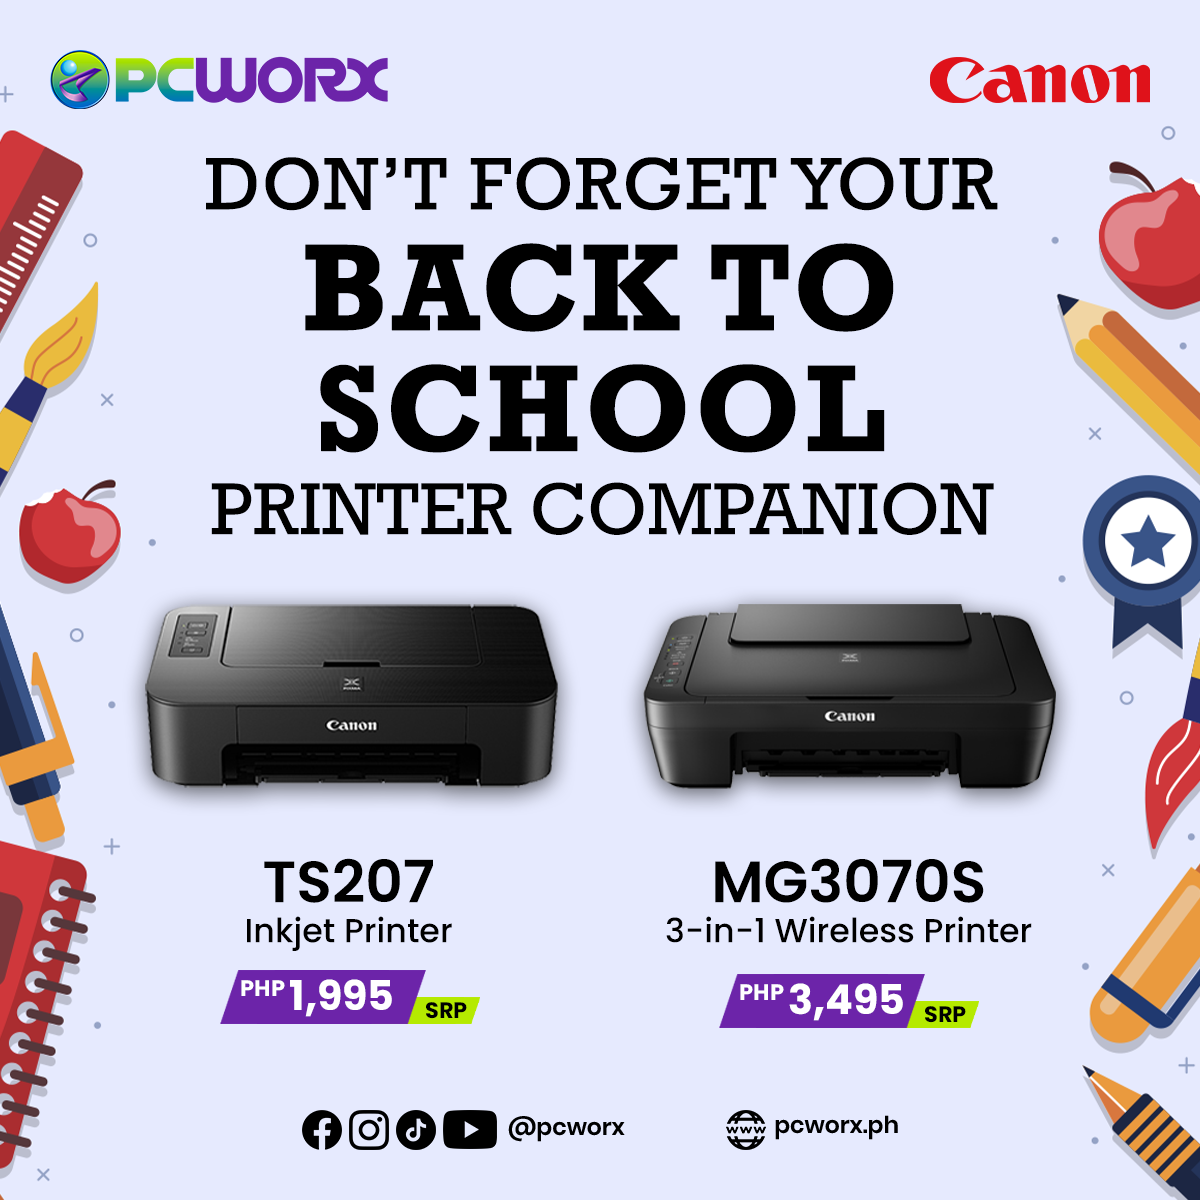 PCWORX
Canon
DON'T FORGET YOUR
BACK TO
SCHOOL
PRINTER COMPANION
Canon
Canon
TS207
Inkjet Printer
PHP 1,995
SRP
MG3070S
3-in-1 Wireless Printer
PHP 3,495
SRP
@pcworx
www
pcworx.ph